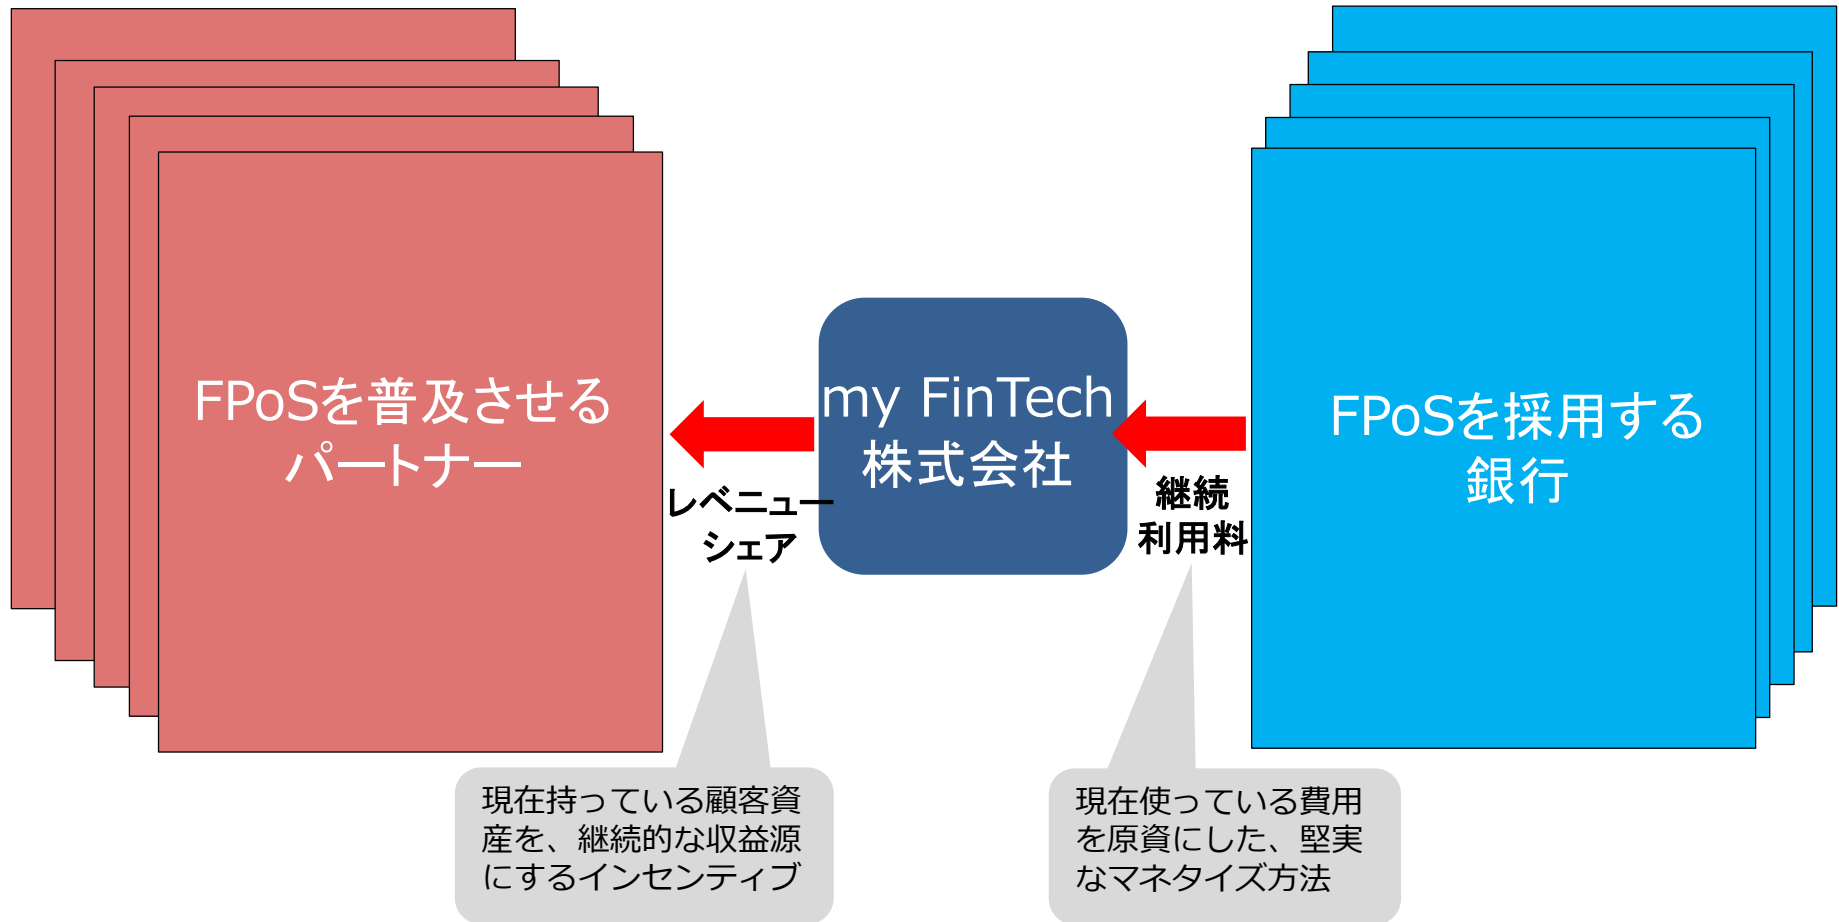 FPoSを普及させる
パートナー
my FinTech
株式会社
FPoSを採用する
銀行
レベニュー
シェア
継続
利用料
現在持っている顧客資
産を、継続的な収益源
にするインセンティブ
現在使っている費用
を原資にした、堅実
なマネタイズ方法